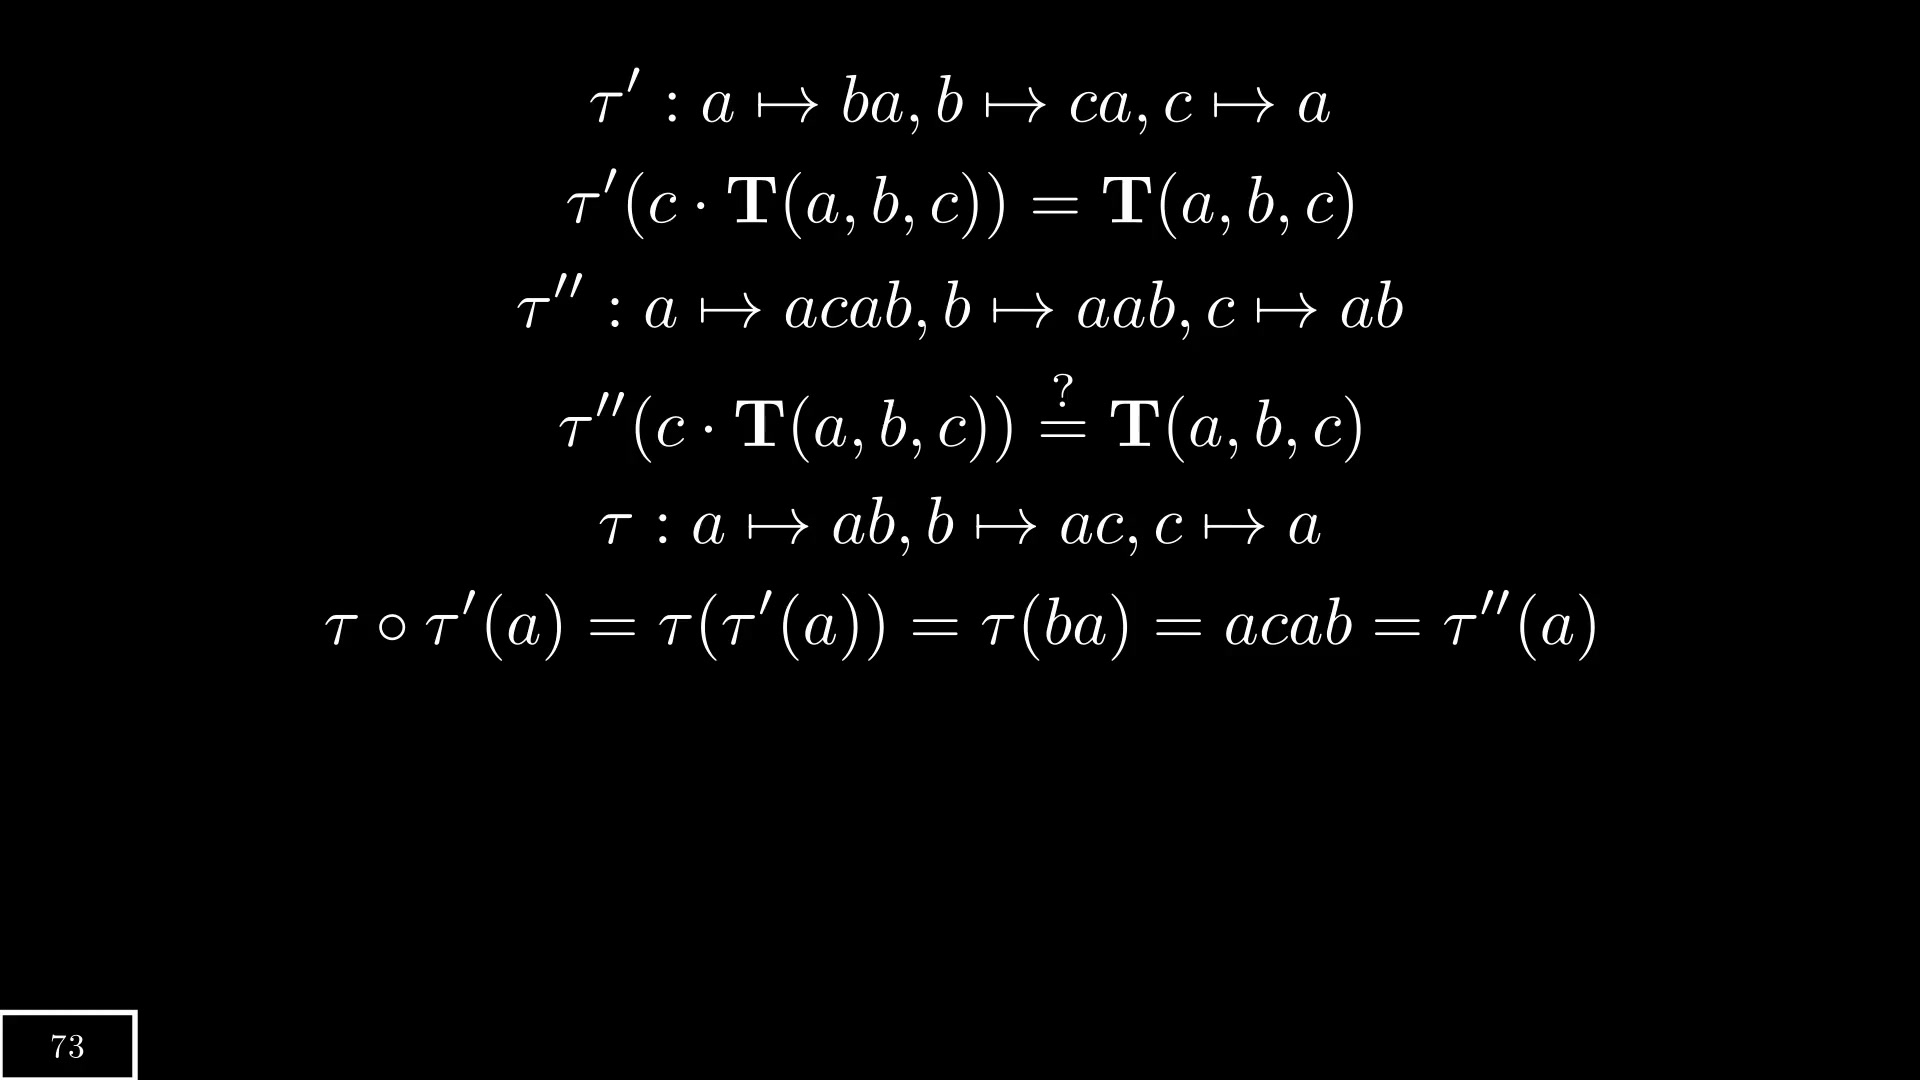 τ′ : a ↦ ba, b ↦ ca, c ↦ a
τ′(c · T(a, b, c)) = T(a, b, c)
τ′′ : a ↦ acab, b ↦ aab, c ↦ ab
τ′′(c · T(a, b, c)) ≟ T(a, b, c)
τ : a ↦ ab, b ↦ ac, c ↦ a
τ ∘ τ′(a) = τ(τ′(a)) = τ(ba) = acab = τ′′(a)
73